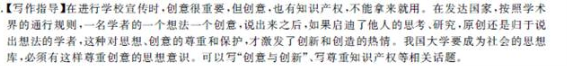 .【写作指导】在进行学校宣传时,创意很重要,但创意,也有知识产权,不能拿来就用。在发达国家,按照学术
界的通行规则,一名学者的一个想法一个创意,说出来之后,如果启迪了他人的思考、研究,原创还是归于说
出想法的学者,这种对思想、创意的尊重和保护,才激发了创新和创造的热情。我国大学要成为社会的思想
库,必须有这样尊重创意的思想意识。可以写“创意与创新”、写尊重知识产权等相关话题。